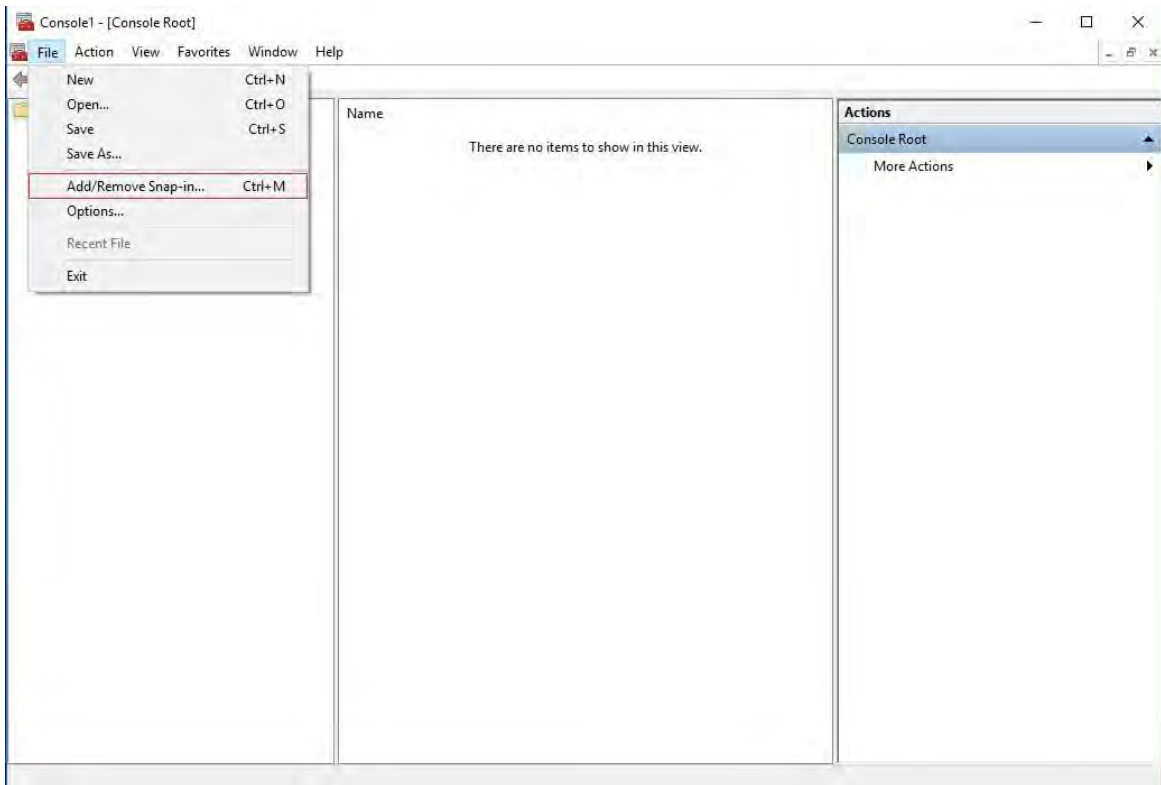 Console1 - [Console Root]
File Action View Favorites Window Help
New Ctrl+N
Open... Ctrl+O
Save Ctrl+S
Save As...
Add/Remove Snap-in... Ctrl+M
Options...
Recent File
Exit
Name
There are no items to show in this view.
Actions
Console Root
More Actions